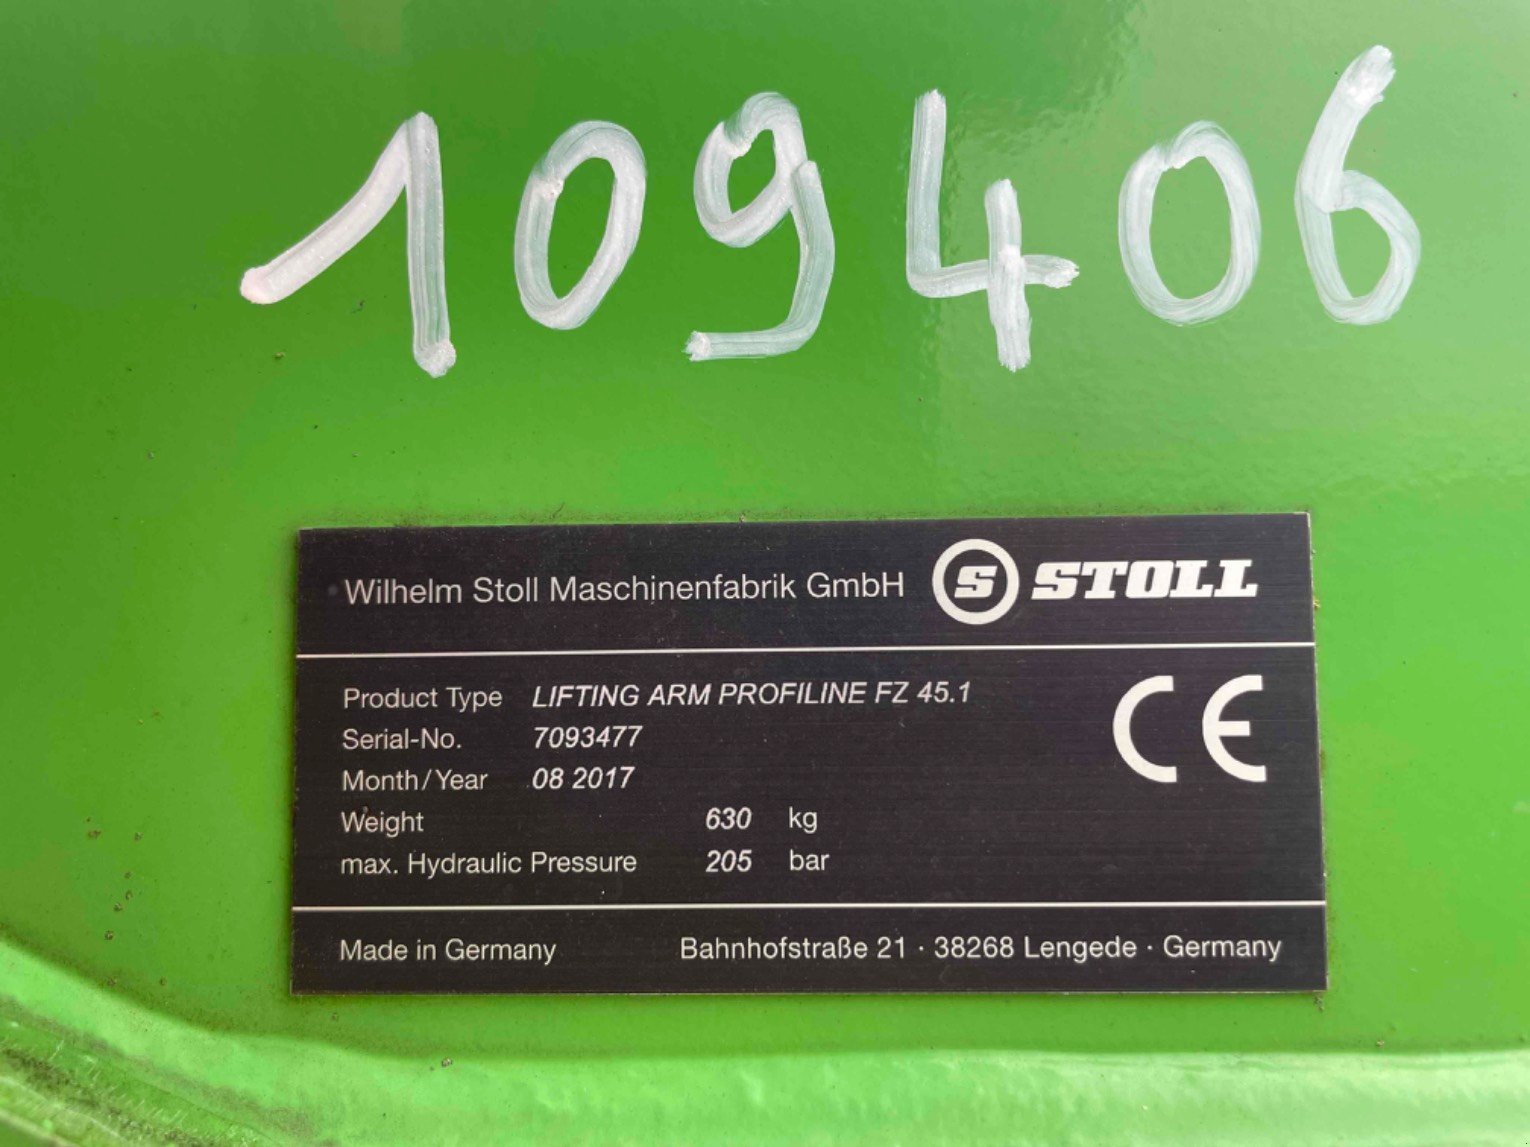 109406
Wilhelm Stoll Maschinenfabrik GmbH S STOLL
Product Type LIFTING ARM PROFILINE FZ 45.1
Serial-No. 7093477
Month/Year 08 2017
Weight 630 kg
max. Hydraulic Pressure 205 bar
CE
Made in Germany Bahnhofstraße 21 · 38268 Lengede · Germany